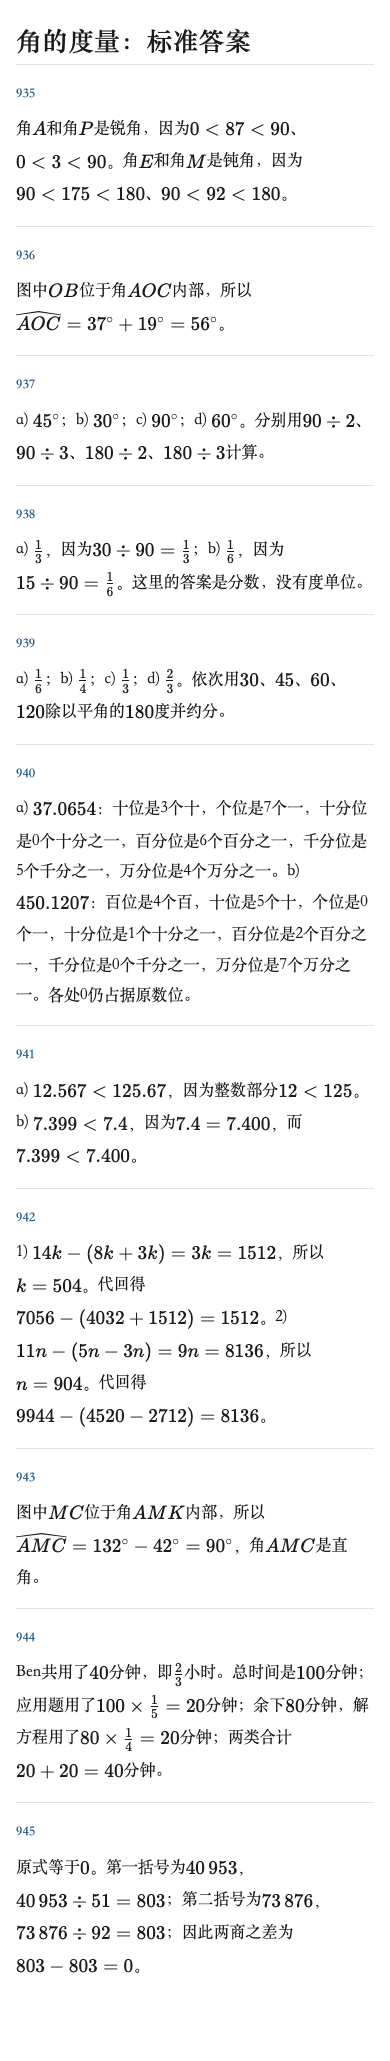 角的度量：标准答案
935
角A和角P是锐角，因为0 < 87 < 90、
0 < 3 < 90。角E和角M是钝角，因为
90 < 175 < 180、90 < 92 < 180。
936
图中OB位于角AOC内部，所以
\widehat{AOC} = 37° + 19° = 56°。
937
a) 45°；b) 30°；c) 90°；d) 60°。分别用90 ÷ 2、
90 ÷ 3、180 ÷ 2、180 ÷ 3计算。
938
a) 1/3，因为30 ÷ 90 = 1/3；b) 1/6，因为
15 ÷ 90 = 1/6。这里的答案是分数，没有度单位。
939
a) 1/6；b) 1/4；c) 1/3；d) 2/3。依次用30、45、60、
120除以平角的180度并约分。
940
a) 37.0654：十位是3个十，个位是7个一，十分位
是0个十分之一，百分位是6个百分之一，千分位是
5个千分之一，万分位是4个万分之一。b)
450.1207：百位是4个百，十位是5个十，个位是0
个一，十分位是1个十分之一，百分位是2个百分之
一，千分位是0个千分之一，万分位是7个万分之
一。各处0仍占据原数位。
941
a) 12.567 < 125.67，因为整数部分12 < 125。
b) 7.399 < 7.4，因为7.4 = 7.400，而
7.399 < 7.400。
942
1) 14k − (8k + 3k) = 3k = 1512，所以
k = 504。代回得
7056 − (4032 + 1512) = 1512。2)
11n − (5n − 3n) = 9n = 8136，所以
n = 904。代回得
9944 − (4520 − 2712) = 8136。
943
图中MC位于角AMK内部，所以
\widehat{AMC} = 132° − 42° = 90°，角AMC是直
角。
944
Ben共用了40分钟，即2/3小时。总时间是100分钟；
应用题用了100 × 1/5 = 20分钟；余下80分钟，解
方程用了80 × 1/4 = 20分钟；两类合计
20 + 20 = 40分钟。
945
原式等于0。第一括号为40 953，
40 953 ÷ 51 = 803；第二括号为73 876，
73 876 ÷ 92 = 803；因此两商之差为
803 − 803 = 0。